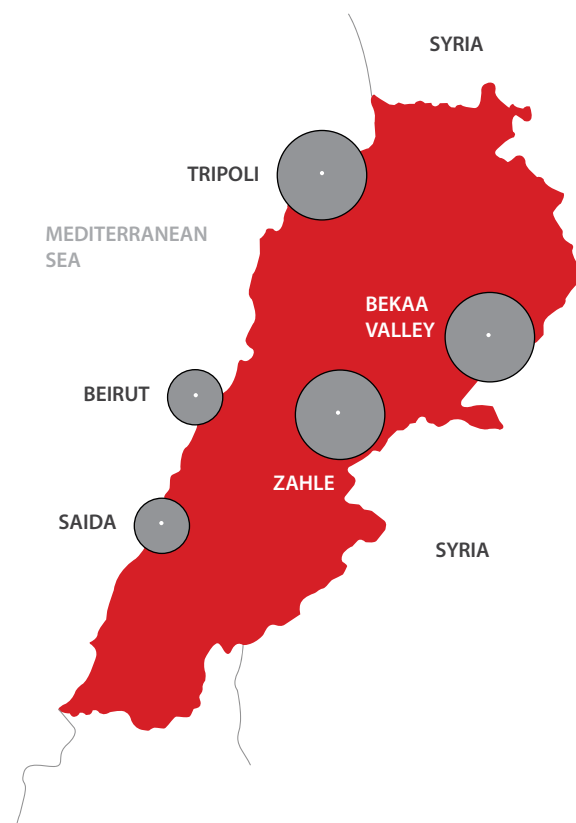 SYRIA
TRIPOLI
MEDITERRANEAN
SEA
BEKAA
VALLEY
BEIRUT
ZAHLE
SAIDA
SYRIA